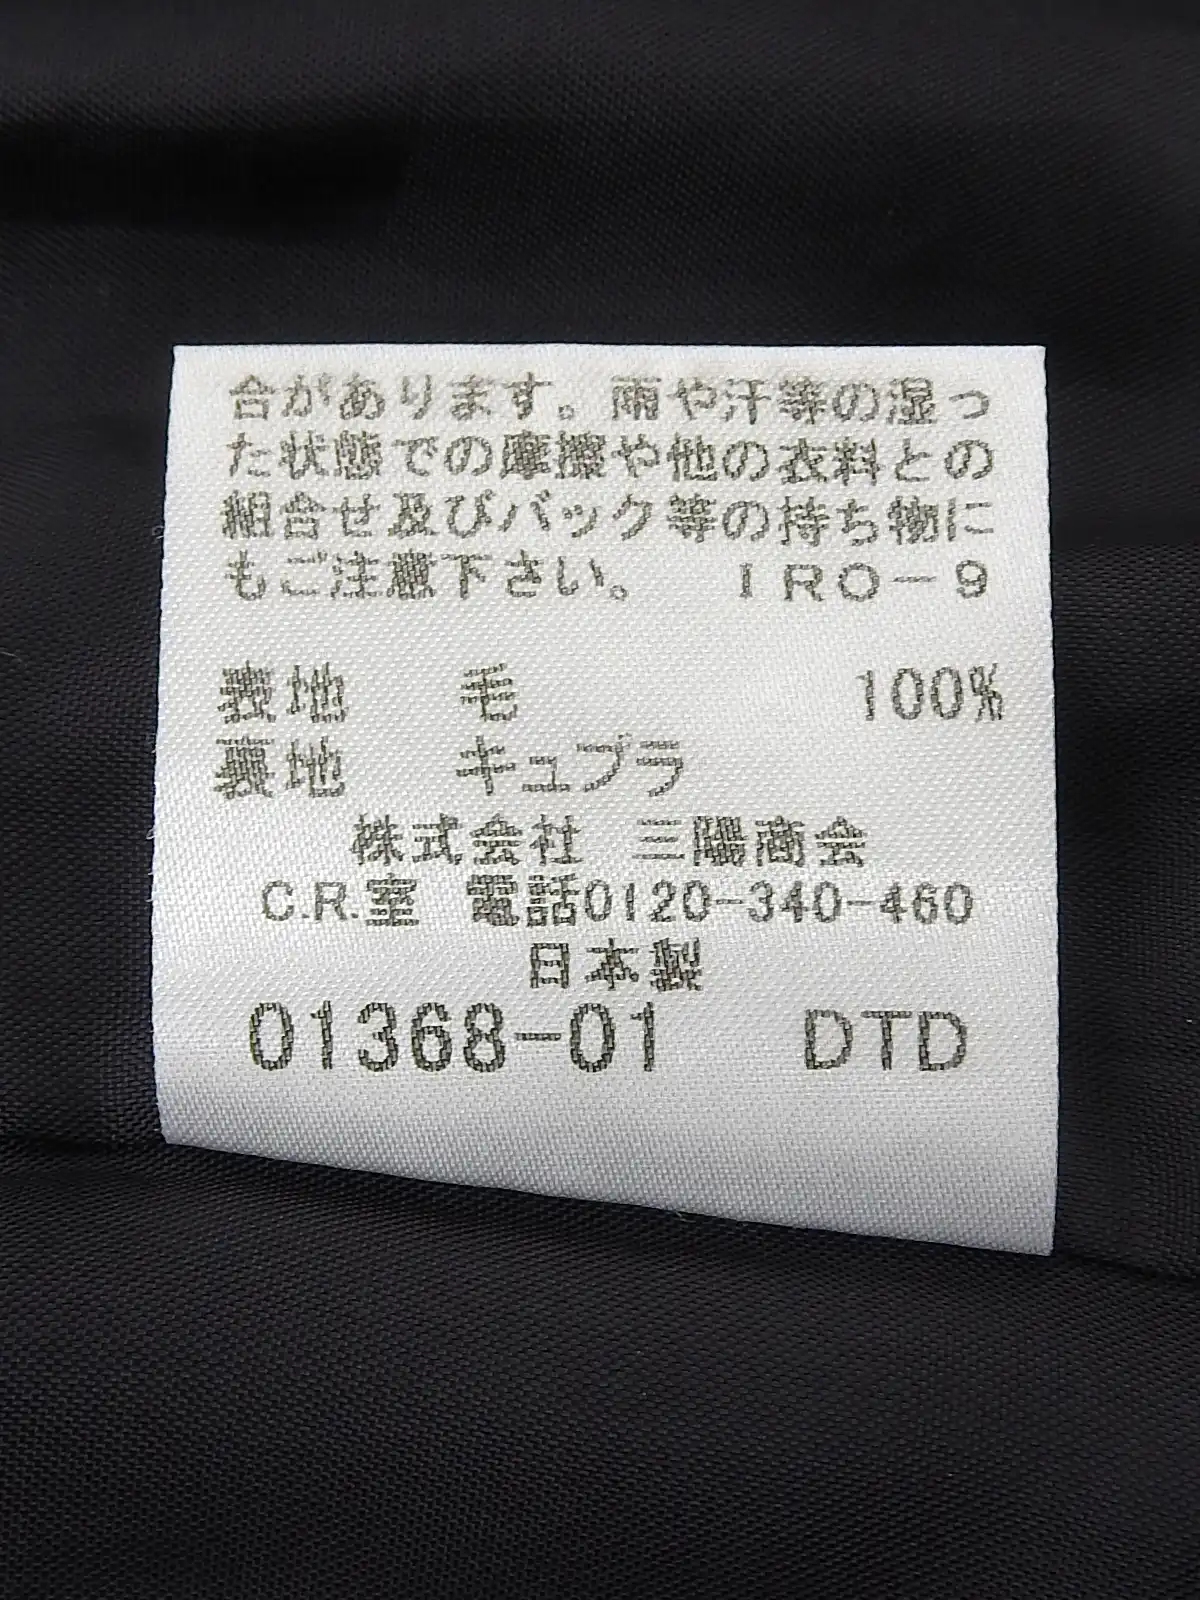 合があります。雨や汗等の湿っ
た状態での摩擦や他の衣料との
組合せ及びバック等の持ち物に
もご注意下さい。 IRO－9
表地 毛 100%
裏地 キュプラ
株式会社 三陽商会
C.R.室 電話0120-340-460
日本製
01368-01 DTD